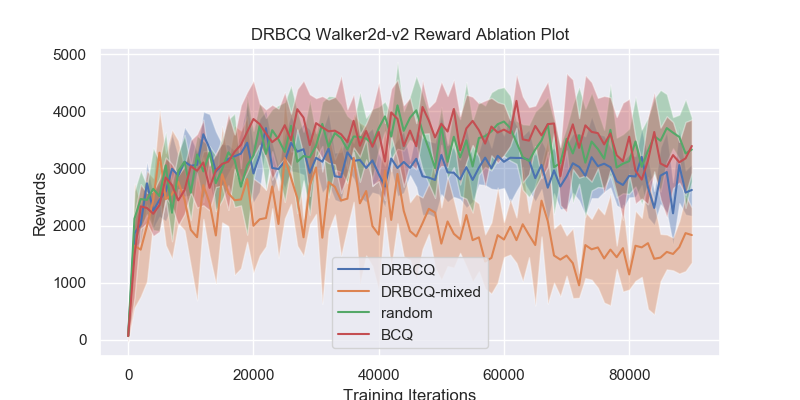 DRBCQ Walker2d-v2 Reward Ablation Plot
5000
4000
3000
2000
1000
0
Rewards
DRBCQ
DRBCQ-mixed
random
BCQ
0
20000
40000
60000
80000
Training Iterations